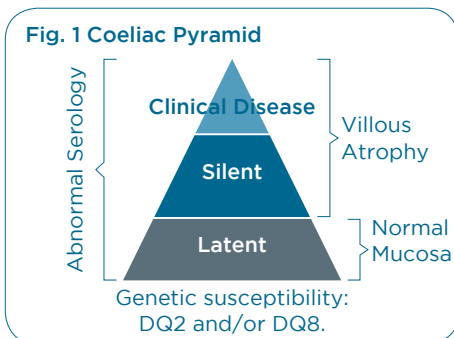 Fig. 1 Coeliac Pyramid
Abnormal Serology
Clinical Disease
Silent
Latent
Villous
Atrophy
Normal
Mucosa
Genetic susceptibility:
DQ2 and/or DQ8.